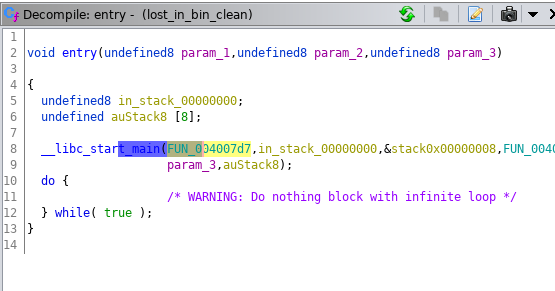 Decompile: entry - (lost_in_bin_clean)
1
2 void entry(undefined8 param_1,undefined8 param_2,undefined8 param_3)
3
4 {
5 undefined8 in_stack_00000000;
6 undefined auStack8 [8];
7
8 __libc_start_main(FUN_004007d7,in_stack_00000000,&stack0x00000008,FUN_004
9 param_3,auStack8);
10 do {
11 /* WARNING: Do nothing block with infinite loop */
12 } while( true );
13 }
14